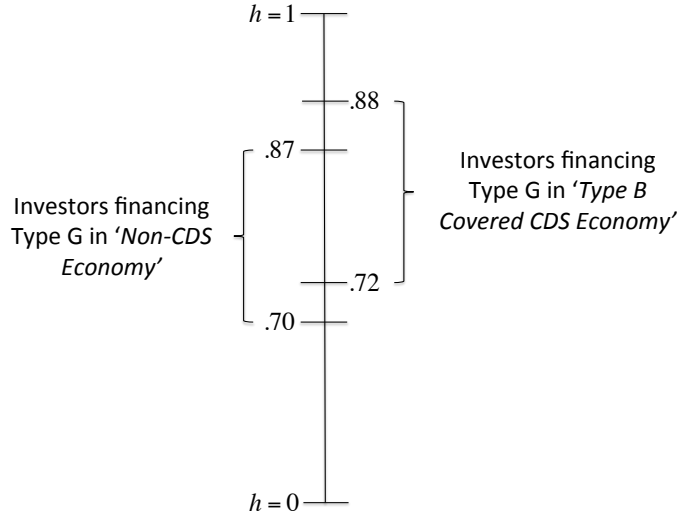 h = 1
.88
.87
Investors financing
Type G in ‘Type B
Covered CDS Economy’
Investors financing
Type G in ‘Non-CDS
Economy’
.72
.70
h = 0